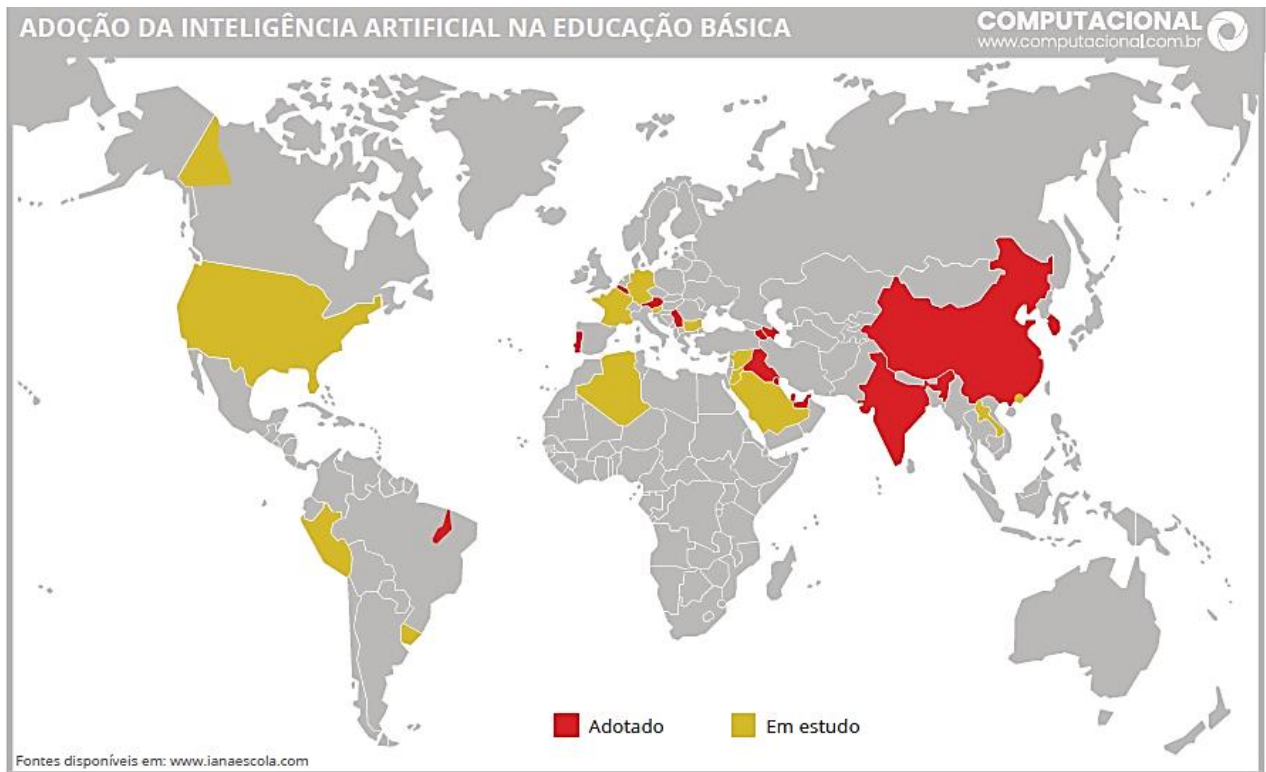 ADOÇÃO DA INTELIGÊNCIA ARTIFICIAL NA EDUCAÇÃO BÁSICA
COMPUTACIONAL
www.computacional.com.br
Adotado
Em estudo
Fontes disponíveis em: www.ianaescola.com